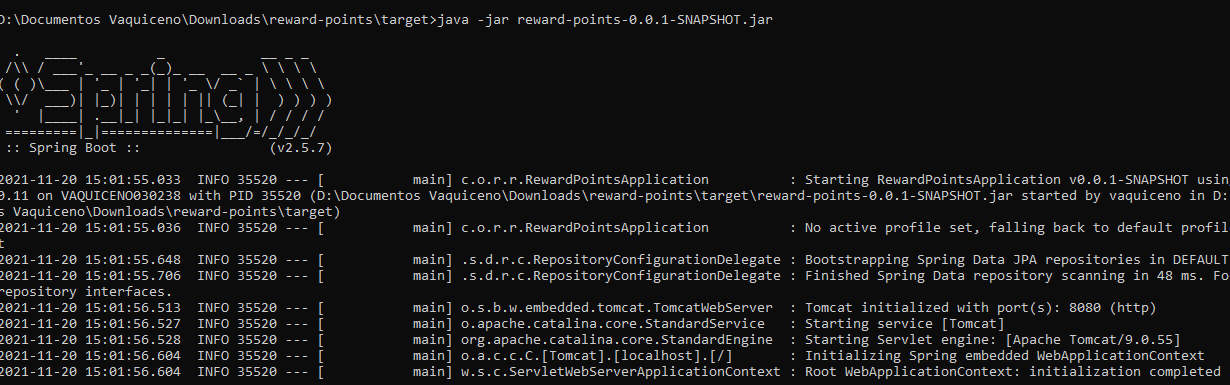 D:\Documentos Vaquiceno\Downloads\reward-points\target>java -jar reward-points-0.0.1-SNAPSHOT.jar
  .   ____          _            __ _ _
 /\\ / ___'_ __ _ _(_)_ __  __ _ \ \ \ \
( ( )\___ | '_ | '_| | '_ \/ _` | \ \ \ \
 \\/  ___)| |_)| | | | | || (_| |  ) ) ) )
  '  |____| .__|_| |_|_| |_\__, | / / / /
 =========|_|==============|___/=/_/_/_/
 :: Spring Boot ::                (v2.5.7)
2021-11-20 15:01:55.033  INFO 35520 --- [           main] c.o.r.r.RewardPointsApplication          : Starting RewardPointsApplication v0.0.1-SNAPSHOT usin
0.11 on VAQUICENO030238 with PID 35520 (D:\Documentos Vaquiceno\Downloads\reward-points\target\reward-points-0.0.1-SNAPSHOT.jar started by vaquiceno in D:
s Vaquiceno\Downloads\reward-points\target)
2021-11-20 15:01:55.036  INFO 35520 --- [           main] c.o.r.r.RewardPointsApplication          : No active profile set, falling back to default profil
t
2021-11-20 15:01:55.648  INFO 35520 --- [           main] .s.d.r.c.RepositoryConfigurationDelegate : Bootstrapping Spring Data JPA repositories in DEFAULT
2021-11-20 15:01:55.706  INFO 35520 --- [           main] .s.d.r.c.RepositoryConfigurationDelegate : Finished Spring Data repository scanning in 48 ms. Fo
repository interfaces.
2021-11-20 15:01:56.513  INFO 35520 --- [           main] o.s.b.w.embedded.tomcat.TomcatWebServer  : Tomcat initialized with port(s): 8080 (http)
2021-11-20 15:01:56.527  INFO 35520 --- [           main] o.apache.catalina.core.StandardService   : Starting service [Tomcat]
2021-11-20 15:01:56.528  INFO 35520 --- [           main] org.apache.catalina.core.StandardEngine  : Starting Servlet engine: [Apache Tomcat/9.0.55]
2021-11-20 15:01:56.604  INFO 35520 --- [           main] o.a.c.c.C.[Tomcat].[localhost].[/]       : Initializing Spring embedded WebApplicationContext
2021-11-20 15:01:56.604  INFO 35520 --- [           main] w.s.c.ServletWebServerApplicationContext : Root WebApplicationContext: initialization completed